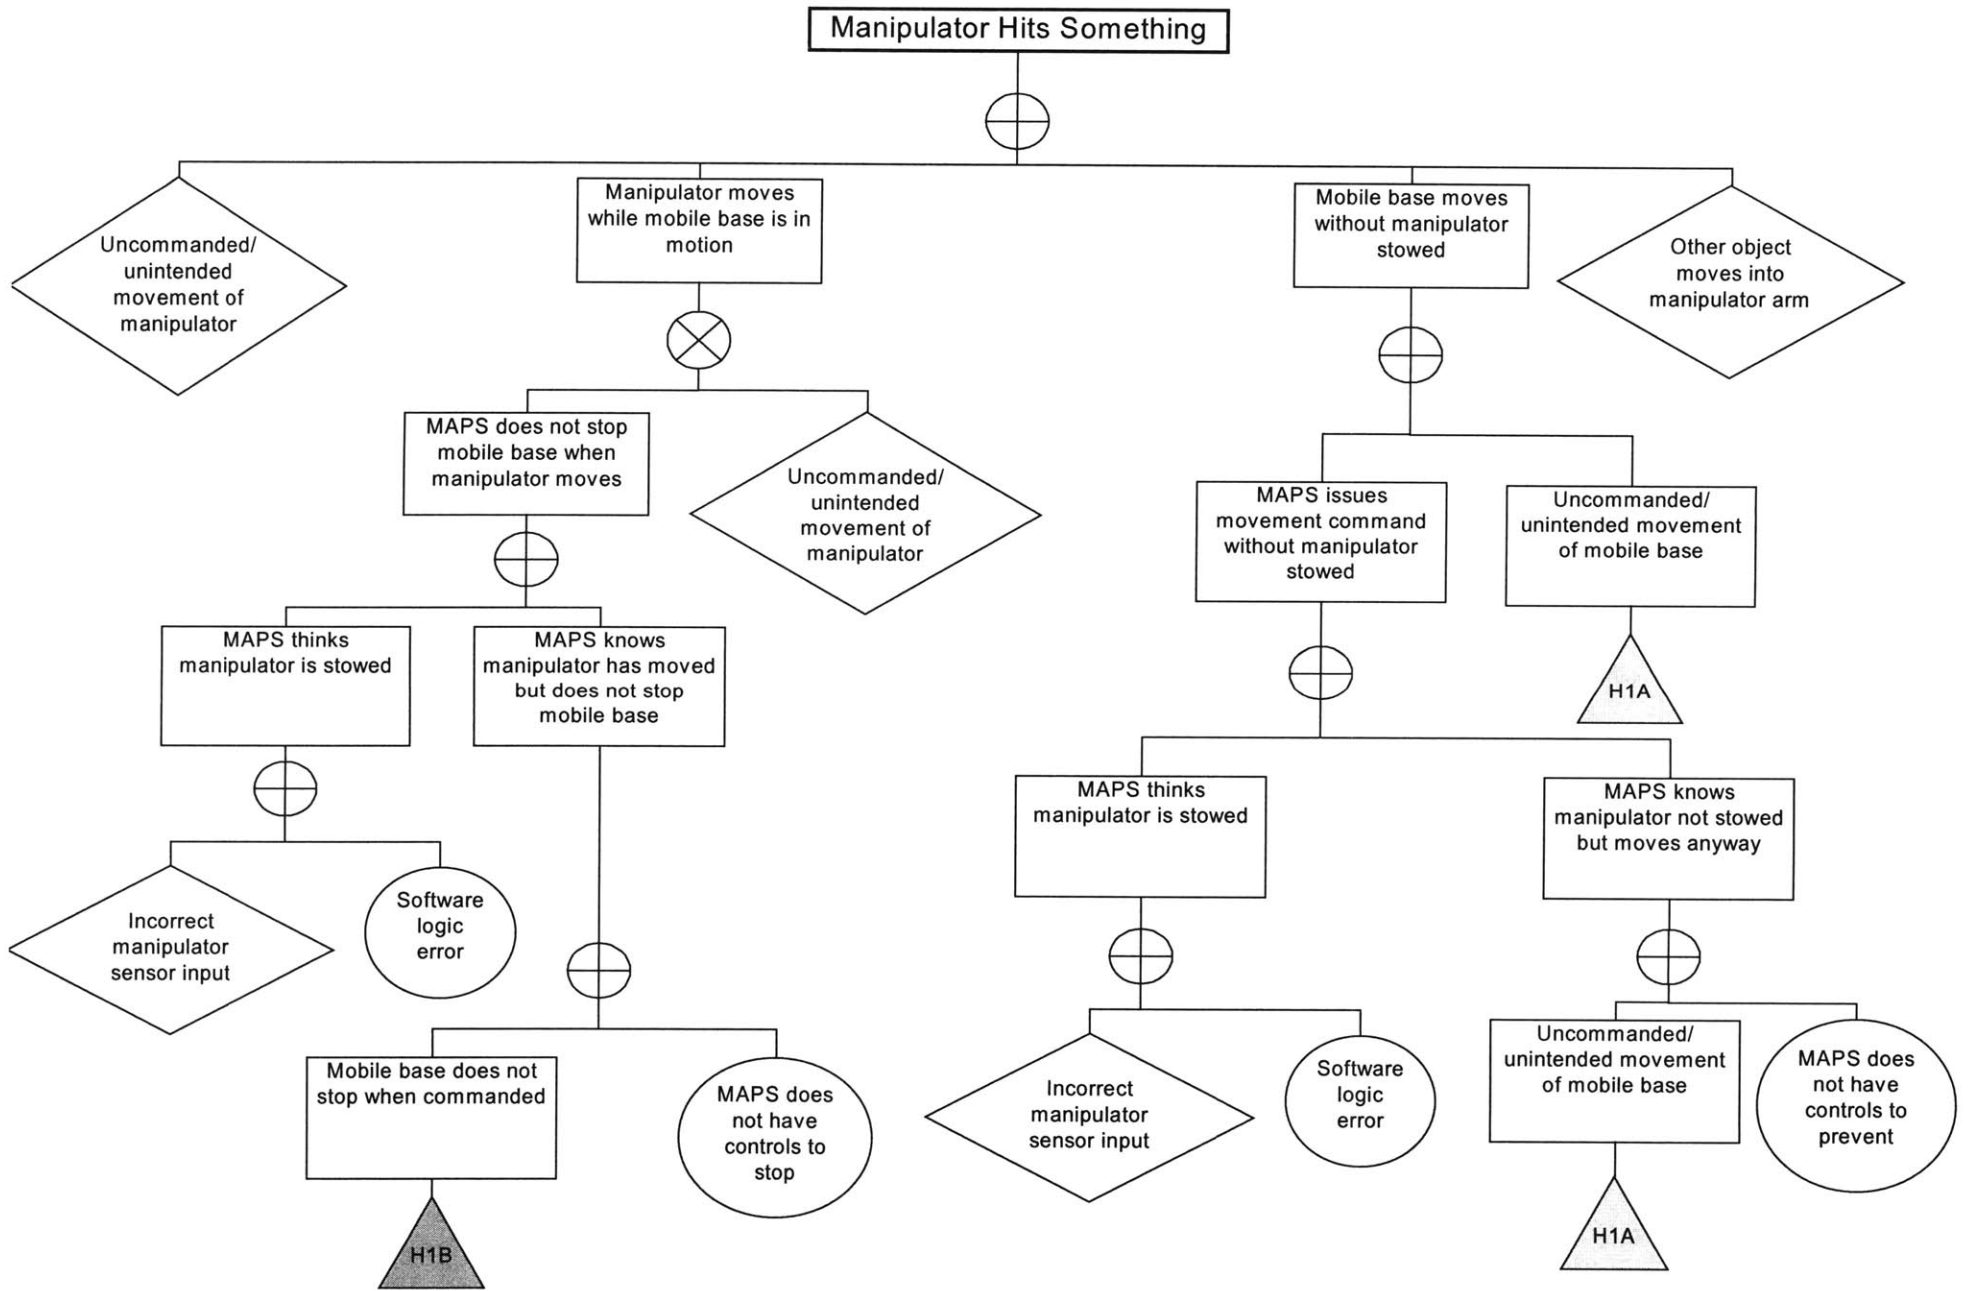 Manipulator Hits Something
Uncommanded/
unintended
movement of
manipulator
Manipulator moves
while mobile base is in
motion
Mobile base moves
without manipulator
stowed
Other object
moves into
manipulator arm
MAPS does not stop
mobile base when
manipulator moves
Uncommanded/
unintended
movement of
manipulator
MAPS issues
movement command
without manipulator
stowed
Uncommanded/
unintended movement
of mobile base
H1A
MAPS thinks
manipulator is stowed
MAPS knows
manipulator has moved
but does not stop
mobile base
MAPS thinks
manipulator is stowed
MAPS knows
manipulator not stowed
but moves anyway
Incorrect
manipulator
sensor input
Software
logic
error
Mobile base does not
stop when commanded
MAPS does
not have
controls to
stop
Incorrect
manipulator
sensor input
Software
logic
error
Uncommanded/
unintended movement
of mobile base
MAPS does
not have
controls to
prevent
H1B
H1A